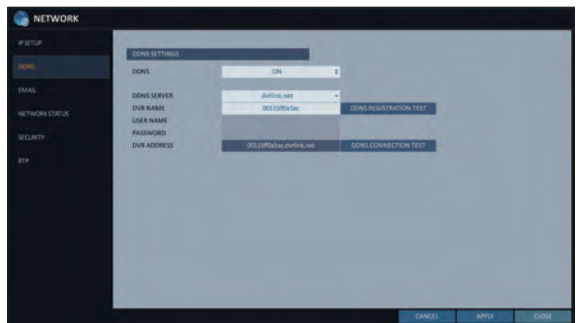 NETWORK
IP SETUP
DDNS
EMAIL
NETWORK STATUS
SECURITY
RTP
DDNS SETTINGS
DDNS ON
DDNS SERVER dvrlink.net
DVR NAME DDNS REGISTRATION TEST
USER NAME
PASSWORD
DVR ADDRESS DDNS CONNECTION TEST
CANCEL APPLY CLOSE